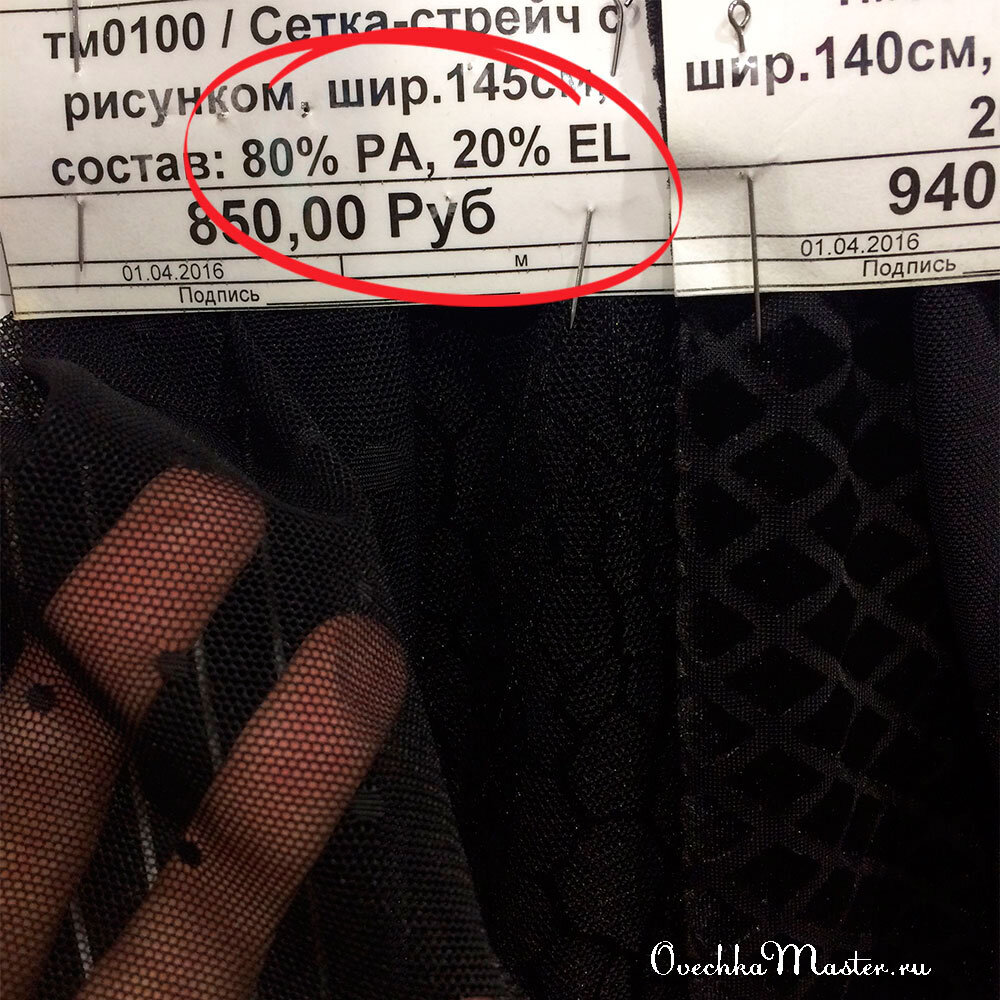 тм0100 / Сетка-стрейч с
рисунком, шир.145см,
состав: 80% PA, 20% EL
850,00 Руб
01.04.2016
м
Подпись
шир.140см,
2
940
01.04.2016
Подпись
OvechkaMaster.ru